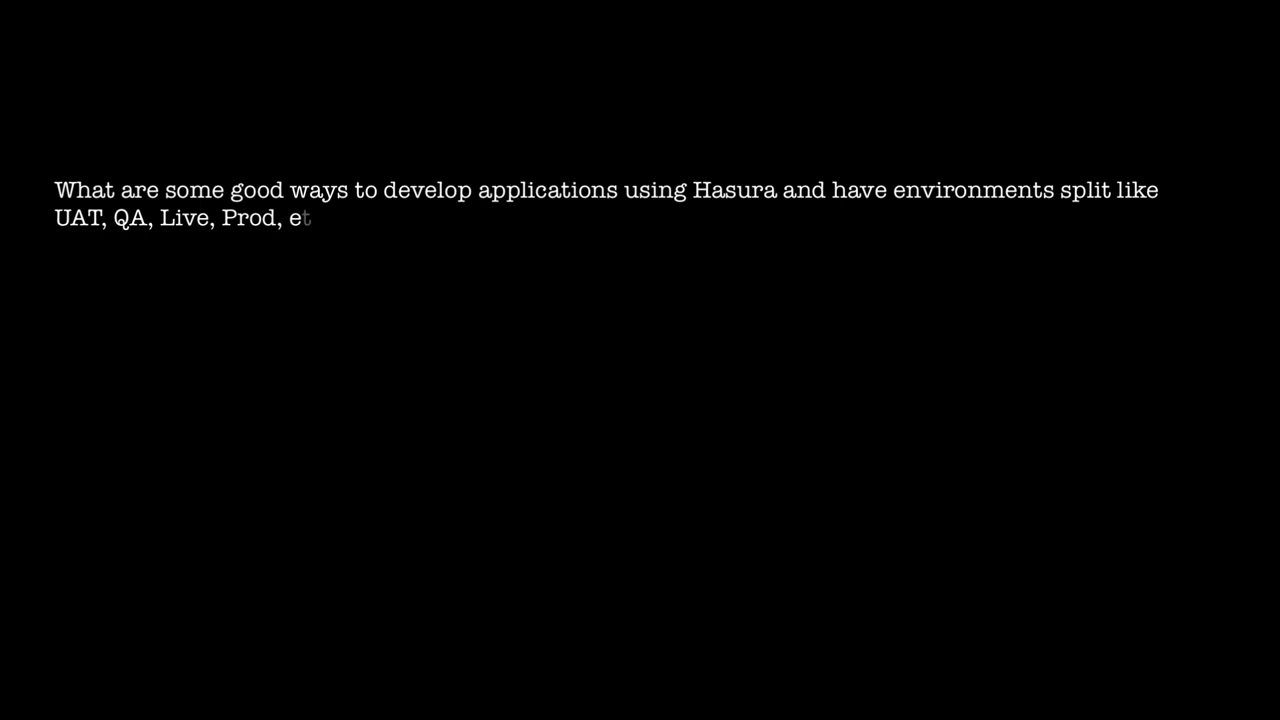 What are some good ways to develop applications using Hasura and have environments split like
UAT, QA, Live, Prod, et